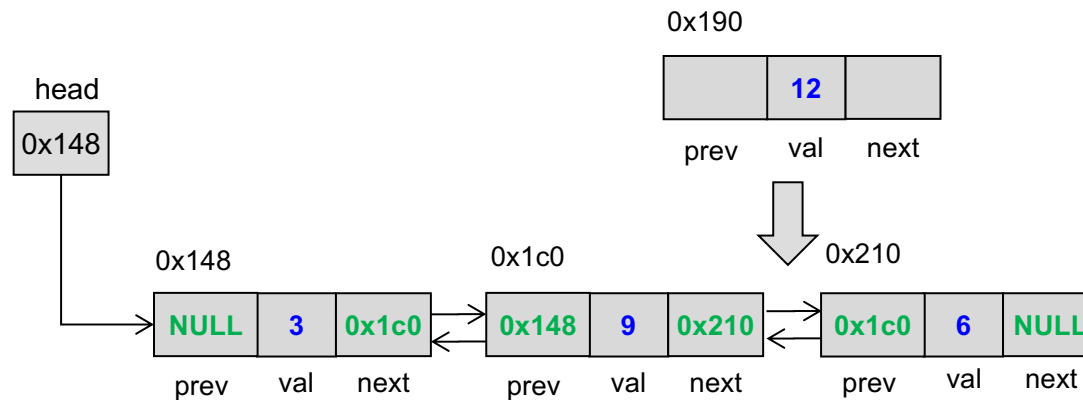 0x190
12
prev val next
head
0x148
0x148
NULL 3 0x1c0
prev val next
0x1c0
0x148 9 0x210
prev val next
0x210
0x1c0 6 NULL
prev val next